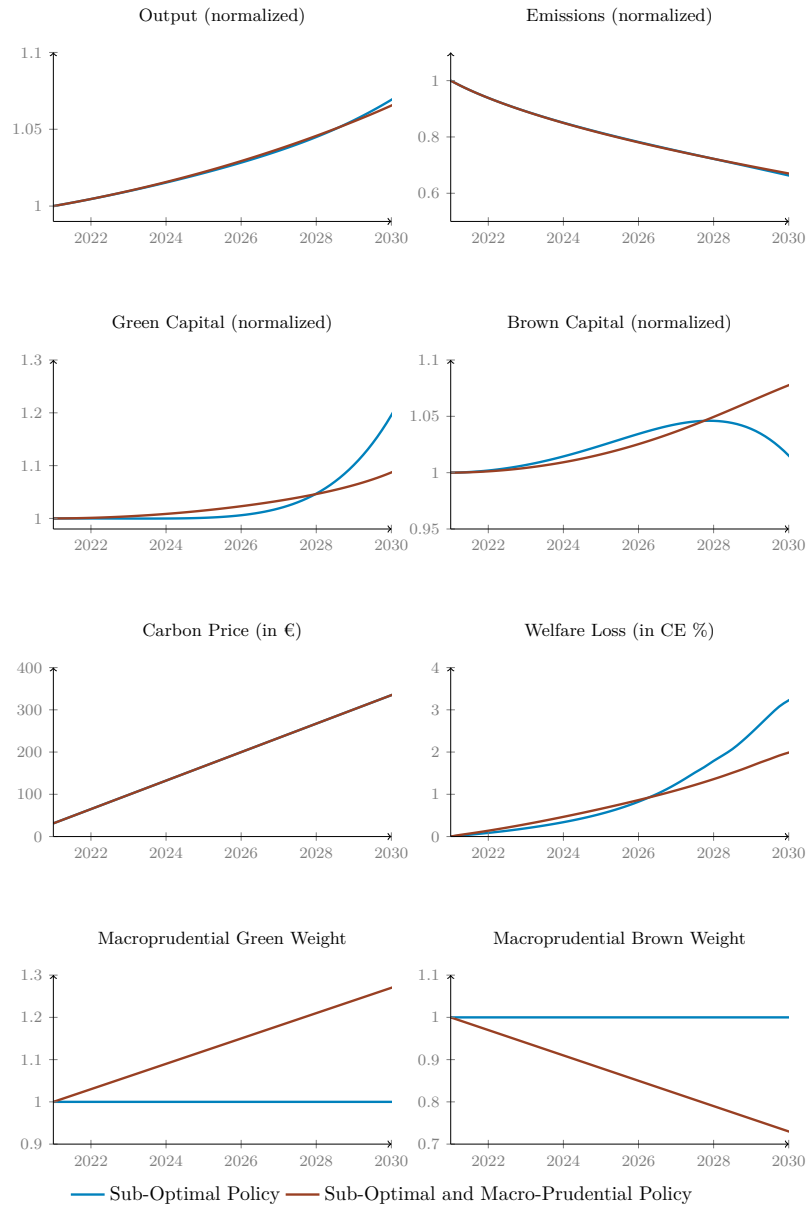 Output (normalized)
Emissions (normalized)
1.1
1.05
1
2022 2024 2026 2028 2030
1
0.8
0.6
2022 2024 2026 2028 2030
Green Capital (normalized)
Brown Capital (normalized)
1.3
1.2
1.1
1
2022 2024 2026 2028 2030
1.1
1.05
1
0.95
2022 2024 2026 2028 2030
Carbon Price (in €)
Welfare Loss (in CE %)
400
300
200
100
0
2022 2024 2026 2028 2030
4
3
2
1
0
2022 2024 2026 2028 2030
Macroprudential Green Weight
Macroprudential Brown Weight
1.3
1.2
1.1
1
0.9
2022 2024 2026 2028 2030
1.1
1
0.9
0.8
0.7
2022 2024 2026 2028 2030
Sub-Optimal Policy Sub-Optimal and Macro-Prudential Policy